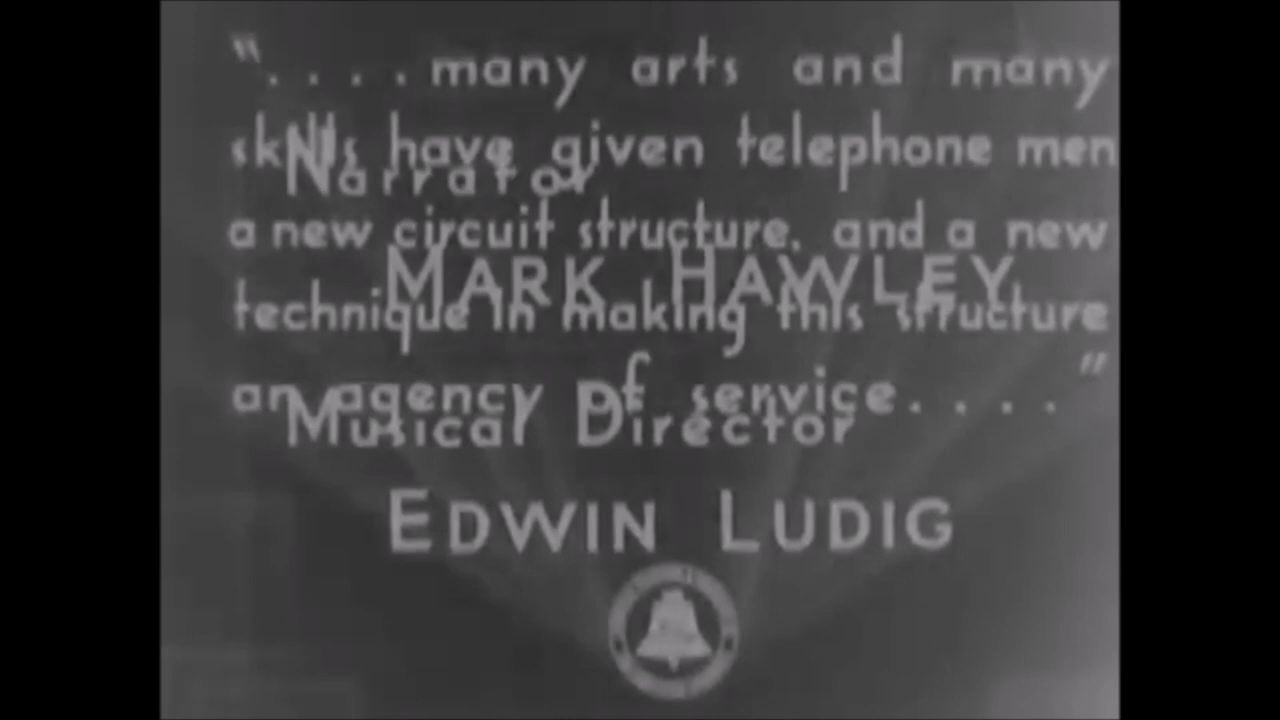 ". . . . many arts and many
skills have given telephone men
Narrator
a new circuit structure, and a new
MARK HAWLEY
technique in making this structure
an agency of service. . . . "
Musical Director
EDWIN LUDIG